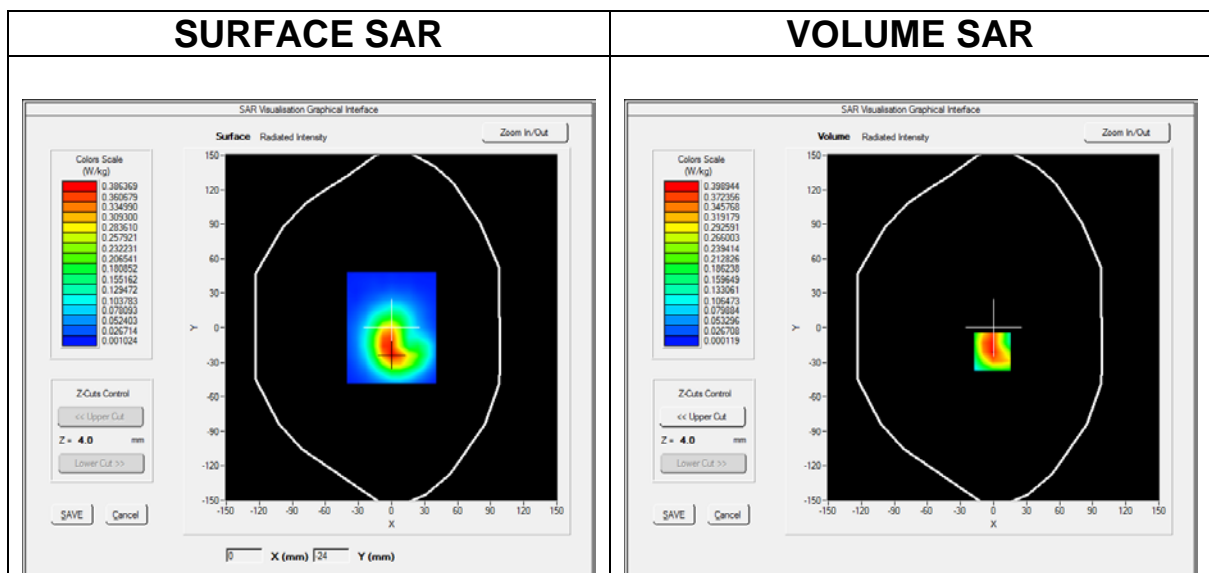 SURFACE SAR
VOLUME SAR
SAR Visualisation Graphical Interface
Surface Radiated Intensity
Zoom In/Out
Colors Scale
(W/kg)
0.386369
0.360679
0.334990
0.309300
0.283610
0.257921
0.232231
0.206541
0.180852
0.155162
0.129472
0.103783
0.078093
0.052403
0.026714
0.001024
150
120
90
60
30
0
-30
-60
-90
-120
-150
Y
-150 -120 -90 -60 -30 0 30 60 90 120 150
X
Z-Cuts Control
<< Upper Cut
Z = 4.0 mm
Lower Cut >>
SAVE Cancel
0 X (mm) -24 Y (mm)
SAR Visualisation Graphical Interface
Volume Radiated Intensity
Zoom In/Out
Colors Scale
(W/kg)
0.398944
0.372356
0.345768
0.319179
0.292591
0.266003
0.239414
0.212826
0.186238
0.159649
0.133061
0.106473
0.079884
0.053296
0.026708
0.000119
150
120
90
60
30
0
-30
-60
-90
-120
-150
Y
-150 -120 -90 -60 -30 0 30 60 90 120 150
X
Z-Cuts Control
<< Upper Cut
Z = 4.0 mm
Lower Cut >>
SAVE Cancel